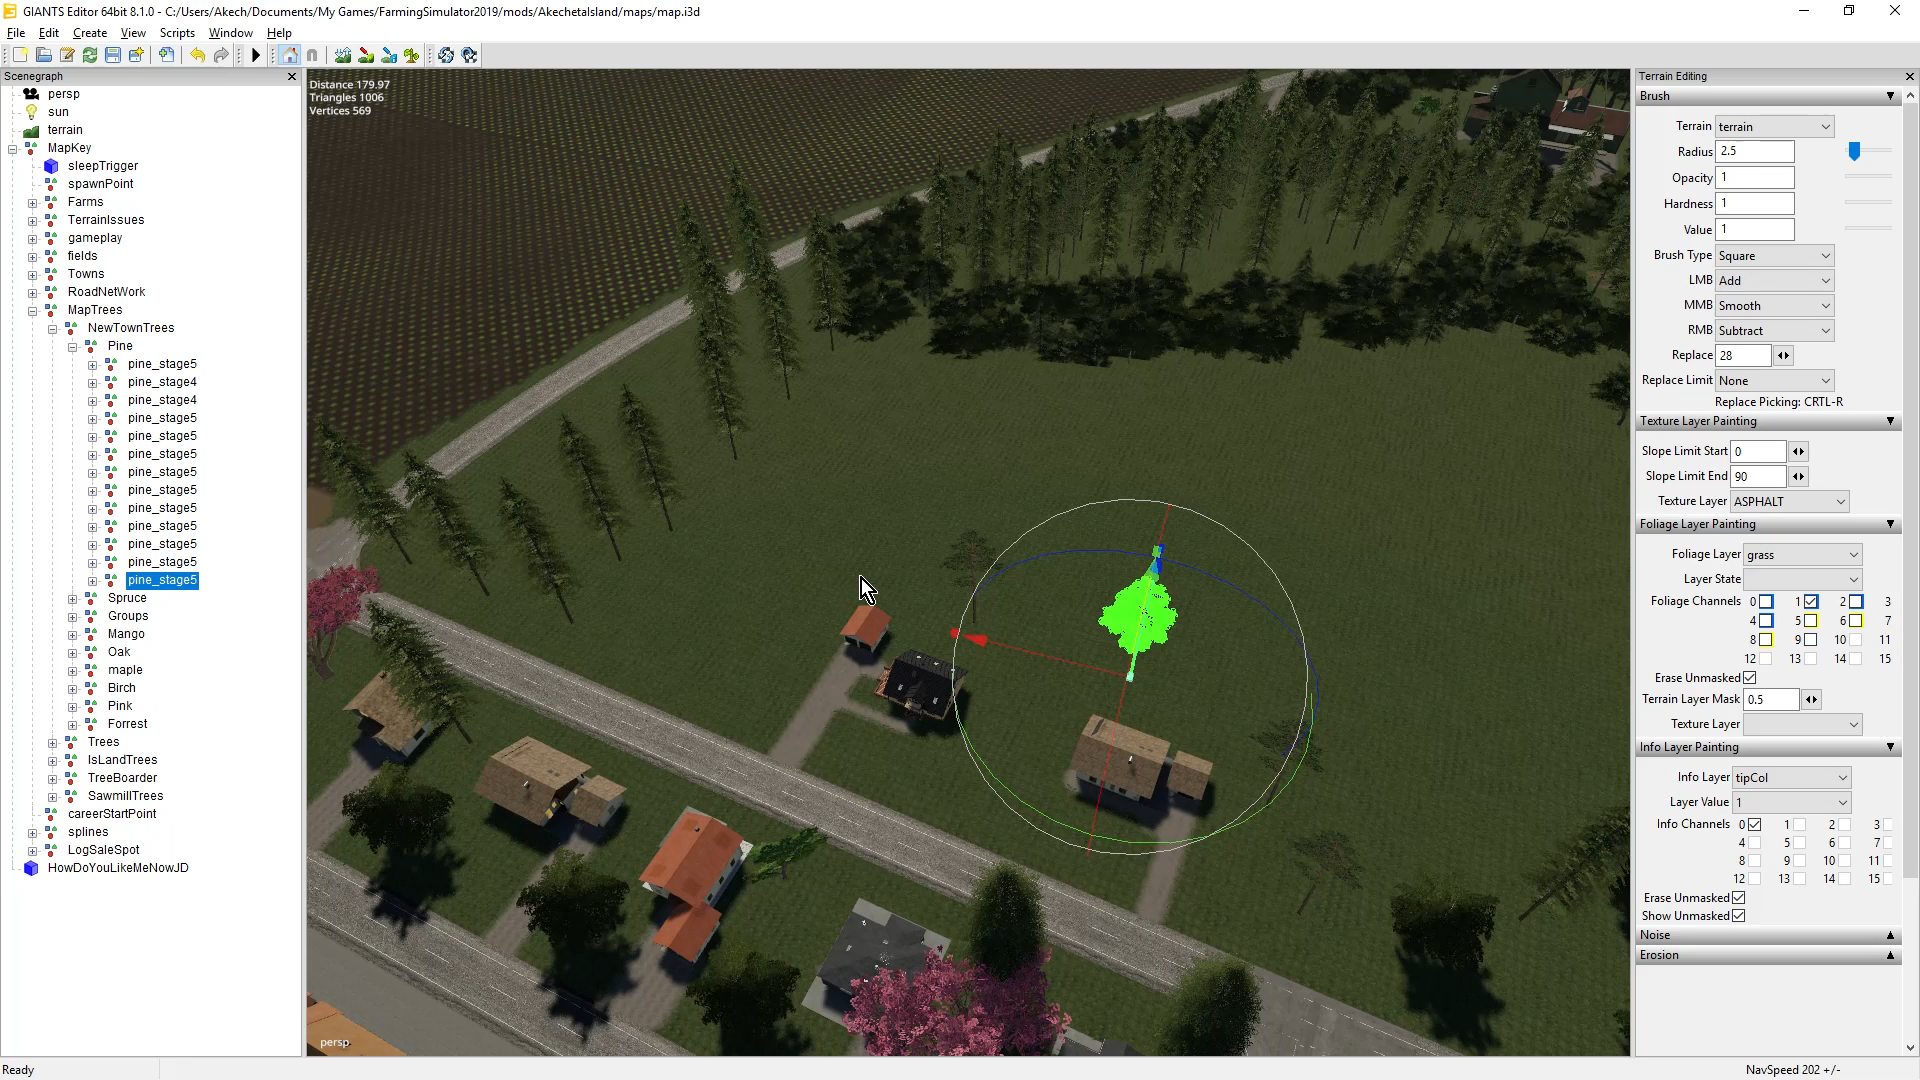 GIANTS Editor 64bit 8.1.0 - C:/Users/Akech/Documents/My Games/FarmingSimulator2019/mods/AkechetaIsland/maps/map.i3d
File Edit Create View Scripts Window Help
Scenegraph
persp
sun
terrain
MapKey
sleepTrigger
spawnPoint
Farms
TerrainIssues
gameplay
fields
Towns
RoadNetWork
MapTrees
NewTownTrees
Pine
pine_stage5
pine_stage4
pine_stage4
pine_stage5
pine_stage5
pine_stage5
pine_stage5
pine_stage5
pine_stage5
pine_stage5
pine_stage5
pine_stage5
pine_stage5
Spruce
Groups
Mango
Oak
maple
Birch
Pink
Forrest
Trees
IsLandTrees
TreeBoarder
SawmillTrees
careerStartPoint
splines
LogSaleSpot
HowDoYouLikeMeNowJD
Distance 179.97
Triangles 1006
Vertices 569
persp
Terrain Editing
Brush
Terrain terrain
Radius 2.5
Opacity 1
Hardness 1
Value 1
Brush Type Square
LMB Add
MMB Smooth
RMB Subtract
Replace 28
Replace Limit None
Replace Picking: CRTL-R
Texture Layer Painting
Slope Limit Start 0
Slope Limit End 90
Texture Layer ASPHALT
Foliage Layer Painting
Foliage Layer grass
Layer State
Foliage Channels 0 1 2 3
4 5 6 7
8 9 10 11
12 13 14 15
Erase Unmasked
Terrain Layer Mask 0.5
Texture Layer
Info Layer Painting
Info Layer tipCol
Layer Value 1
Info Channels 0 1 2 3
4 5 6 7
8 9 10 11
12 13 14 15
Erase Unmasked
Show Unmasked
Noise
Erosion
Ready
NavSpeed 202 +/-